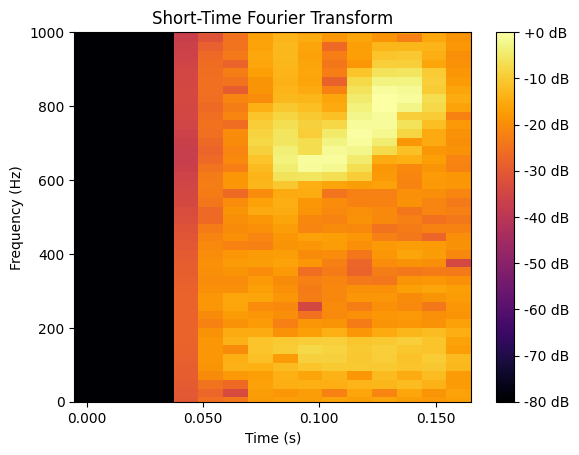 Short-Time Fourier Transform
1000
800
600
400
200
0
Frequency (Hz)
0.000
0.050
0.100
0.150
Time (s)
+0 dB
-10 dB
-20 dB
-30 dB
-40 dB
-50 dB
-60 dB
-70 dB
-80 dB